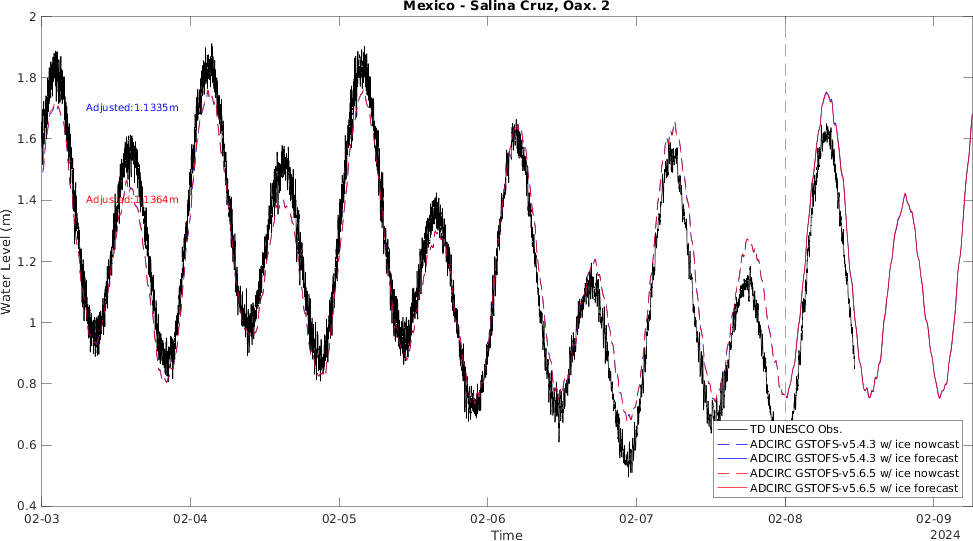 Mexico - Salina Cruz, Oax. 2
2
1.8
1.6
1.4
1.2
1
0.8
0.6
0.4
Water Level (m)
Adjusted:1.1335m
Adjusted:1.1364m
TD UNESCO Obs.
ADCIRC GSTOFS-v5.4.3 w/ ice nowcast
ADCIRC GSTOFS-v5.4.3 w/ ice forecast
ADCIRC GSTOFS-v5.6.5 w/ ice nowcast
ADCIRC GSTOFS-v5.6.5 w/ ice forecast
02-03 02-04 02-05 02-06 02-07 02-08 02-09
Time
2024